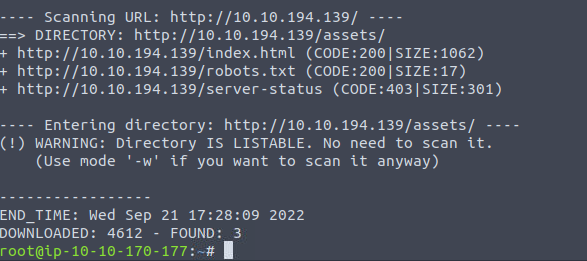 ---- Scanning URL: http://10.10.194.139/ ----
==> DIRECTORY: http://10.10.194.139/assets/
+ http://10.10.194.139/index.html (CODE:200|SIZE:1062)
+ http://10.10.194.139/robots.txt (CODE:200|SIZE:17)
+ http://10.10.194.139/server-status (CODE:403|SIZE:301)
---- Entering directory: http://10.10.194.139/assets/ ----
(!) WARNING: Directory IS LISTABLE. No need to scan it.
(Use mode '-w' if you want to scan it anyway)
-----------------
END_TIME: Wed Sep 21 17:28:09 2022
DOWNLOADED: 4612 - FOUND: 3
root@ip-10-10-170-177:~#